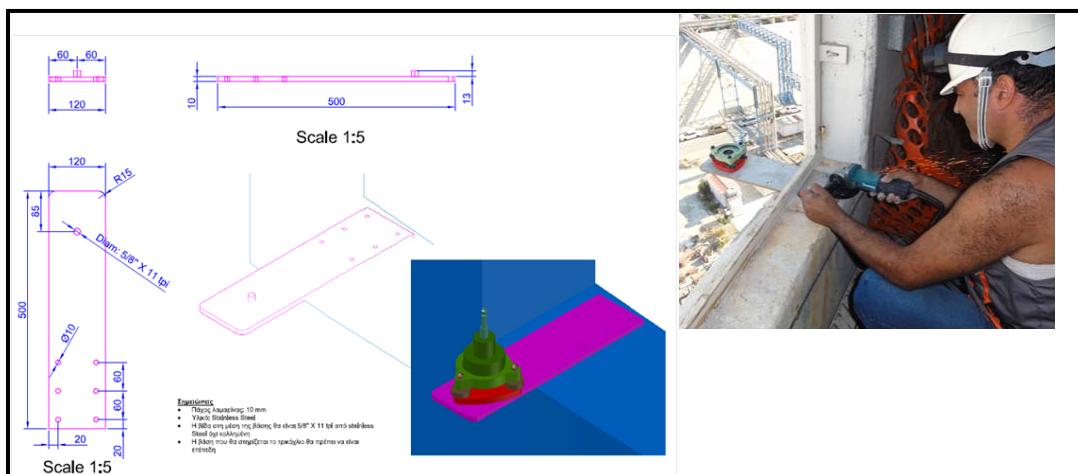 60 60
120
10
500
13
Scale 1:5
120
R15
85
Diam: 5/8" X 11 tpi
500
Ø10
60
60
20
20
Scale 1:5
Σημειώσεις
Πάχος λαμαρίνας: 10 mm
Υλικό: Stainless Steel
Η βίδα στη μέση της βάσης θα είναι 5/8" X 11 tpi από stainless
Steel όχι κολλημένη
Η βάση που θα στηρίζεται το τρικόχλιο θα πρέπει να είναι
επίπεδη